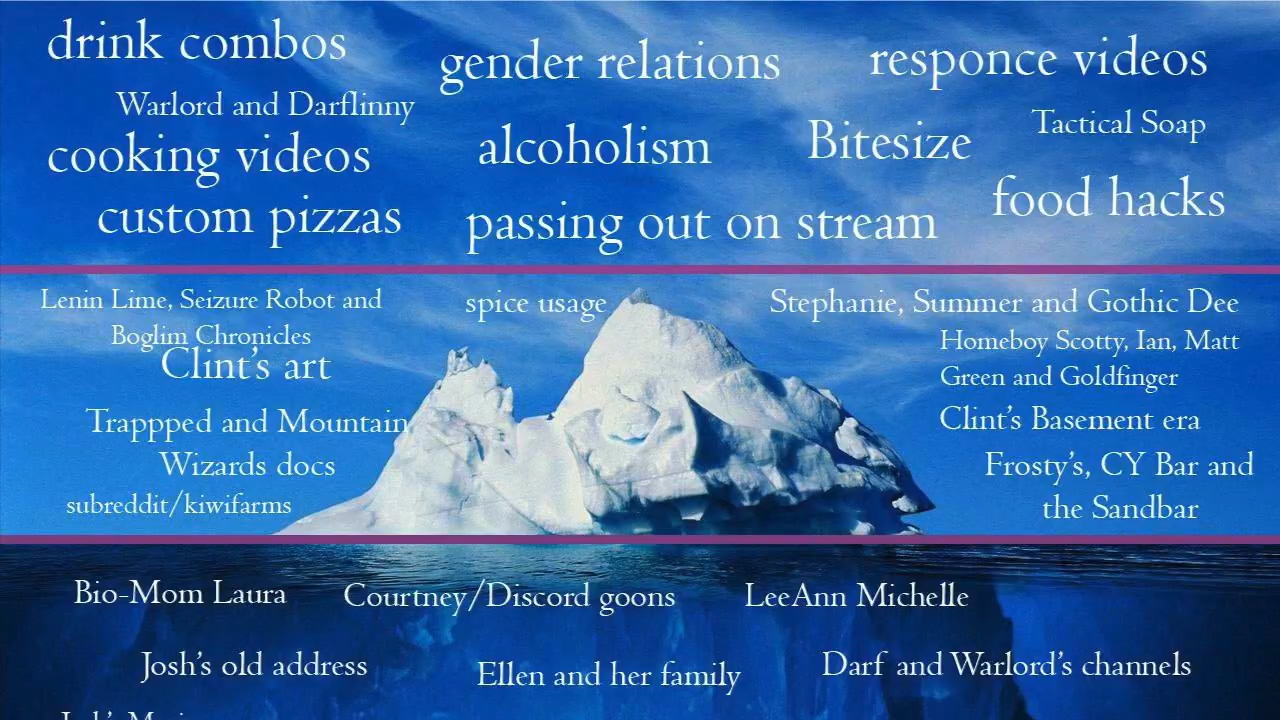 drink combos
gender relations
responce videos
Warlord and Darflinny
Tactical Soap
cooking videos
alcoholism
Bitesize
custom pizzas
passing out on stream
food hacks
Lenin Lime, Seizure Robot and
Boglim Chronicles
spice usage
Stephanie, Summer and Gothic Dee
Homeboy Scotty, Ian, Matt
Green and Goldfinger
Clint's art
Trappped and Mountain
Wizards docs
Clint's Basement era
subreddit/kiwifarms
Frosty's, CY Bar and
the Sandbar
Bio-Mom Laura
Courtney/Discord goons
LeeAnn Michelle
Josh's old address
Ellen and her family
Darf and Warlord's channels